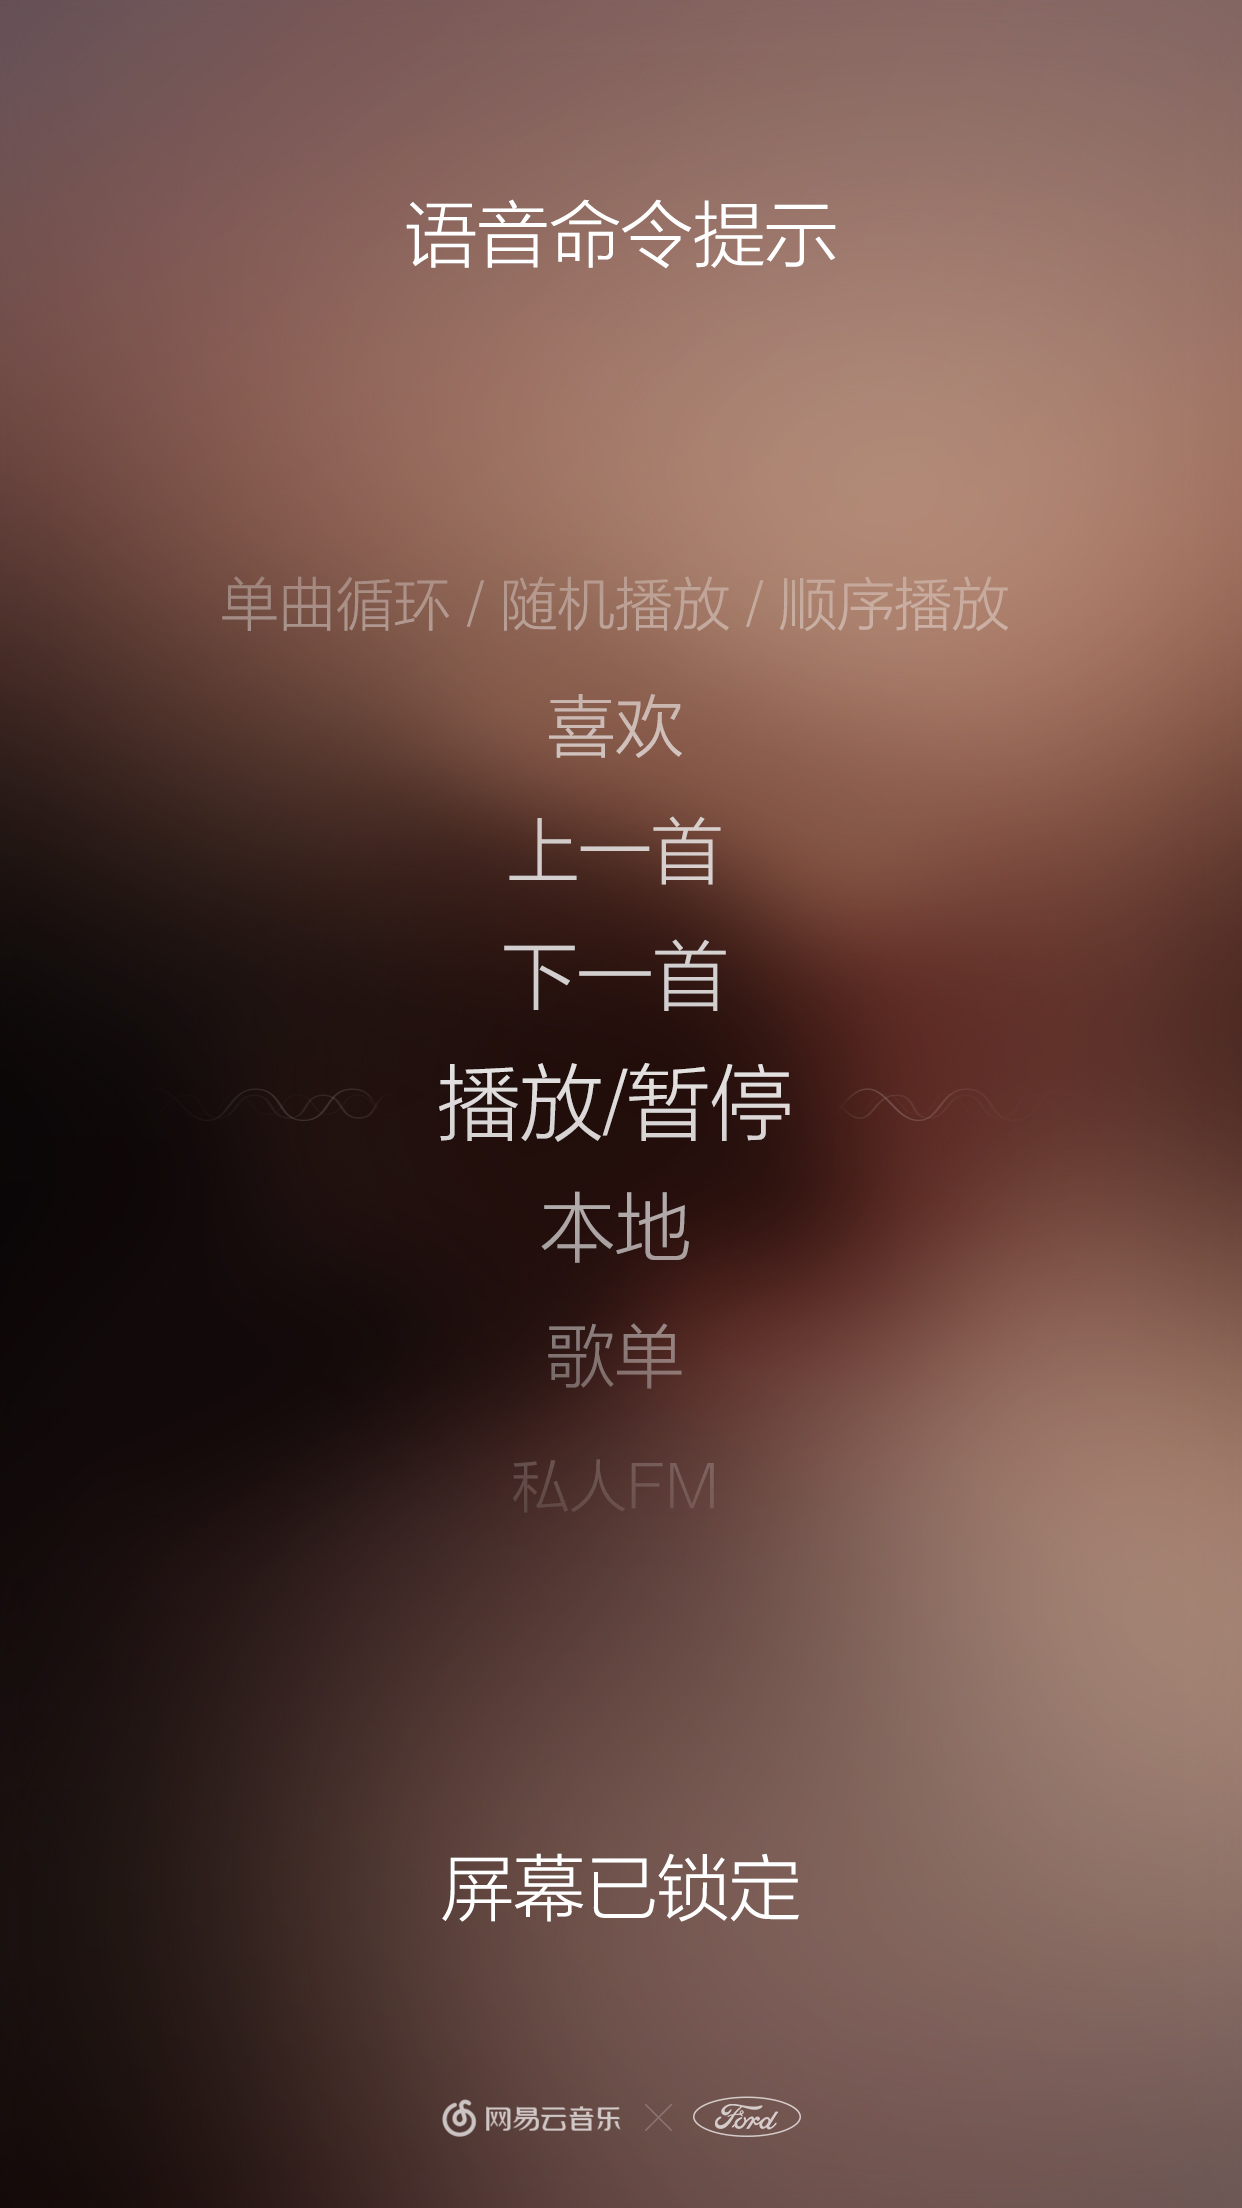 语音命令提示
单曲循环 / 随机播放 / 顺序播放
喜欢
上一首
下一首
播放/暂停
本地
歌单
私人FM
屏幕已锁定
网易云音乐 × Ford